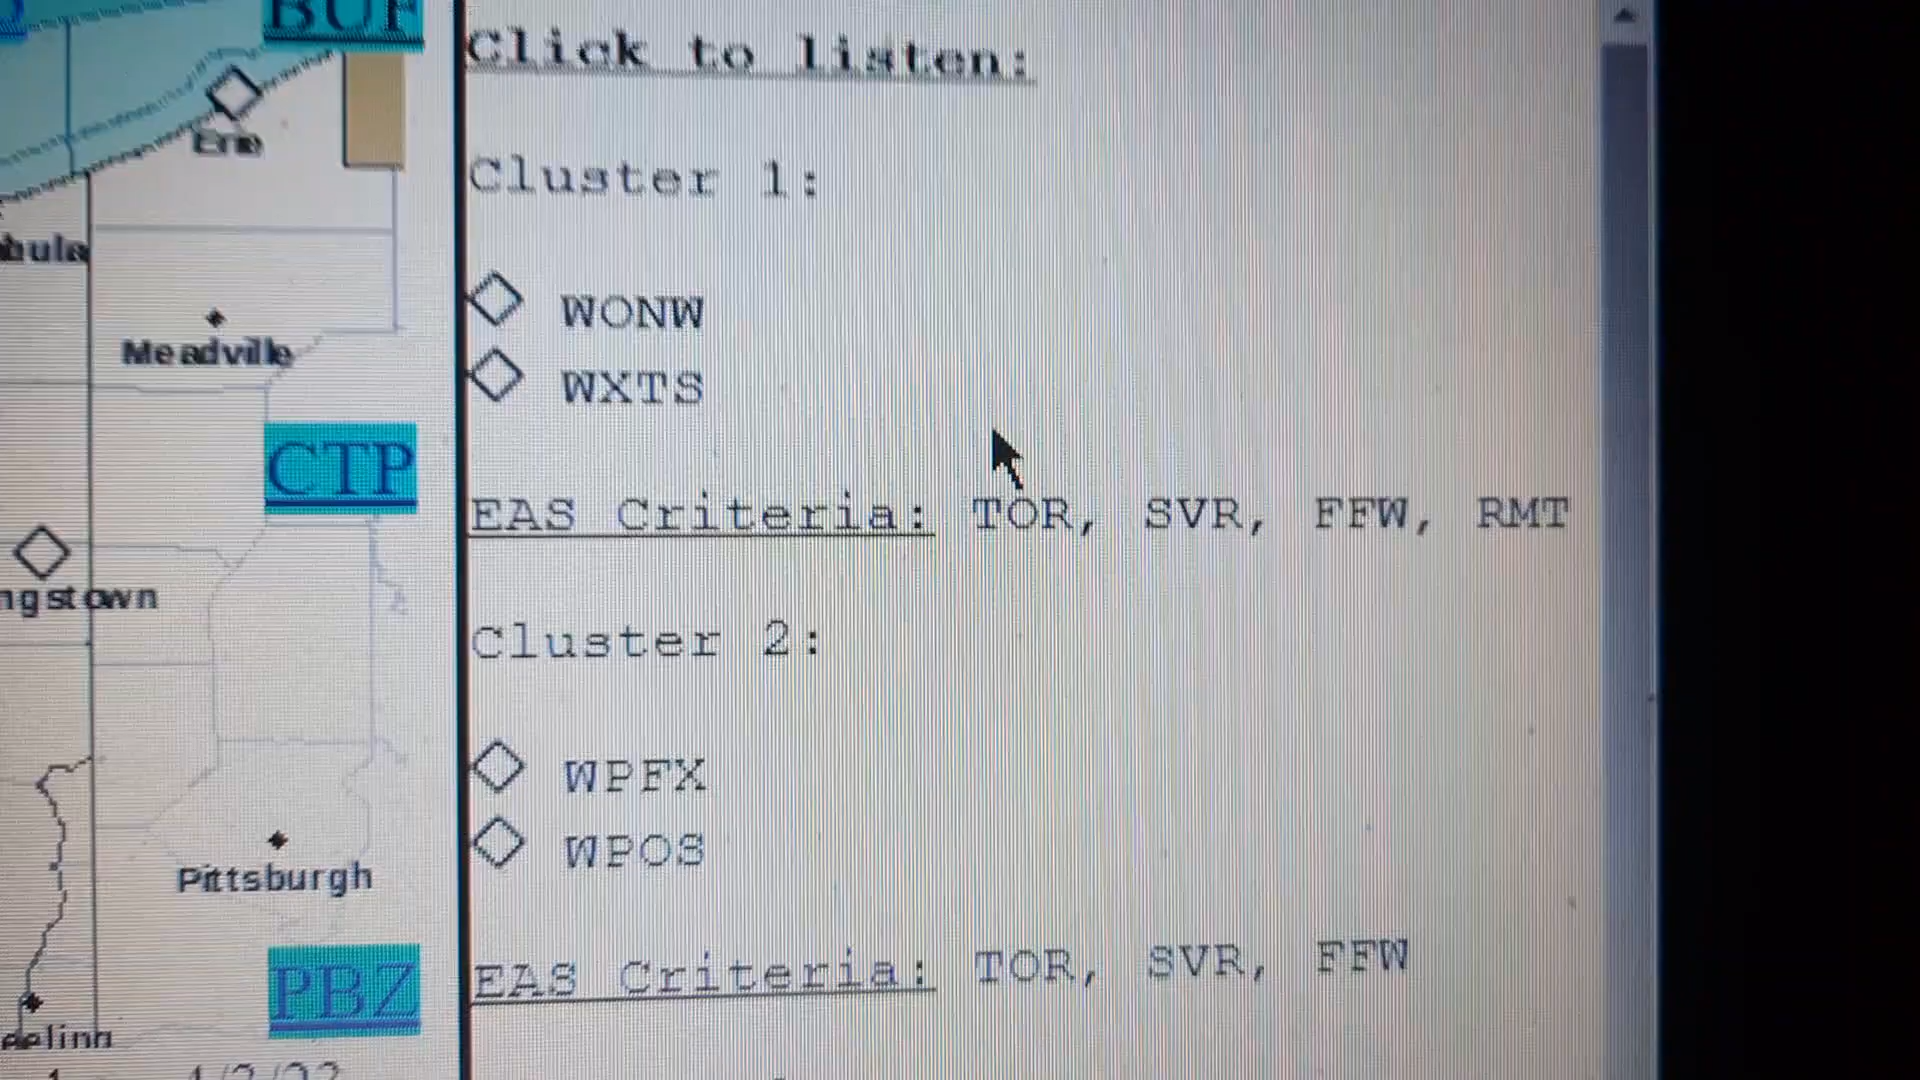 BUF
Click to listen:
Erie
Cluster 1:
WONW
Meadville
WXTS
CTP
EAS Criteria: TOR, SVR, FFW, RMT
ngstown
Cluster 2:
WPFX
WPOS
Pittsburgh
PBZ
EAS Criteria: TOR, SVR, FFW